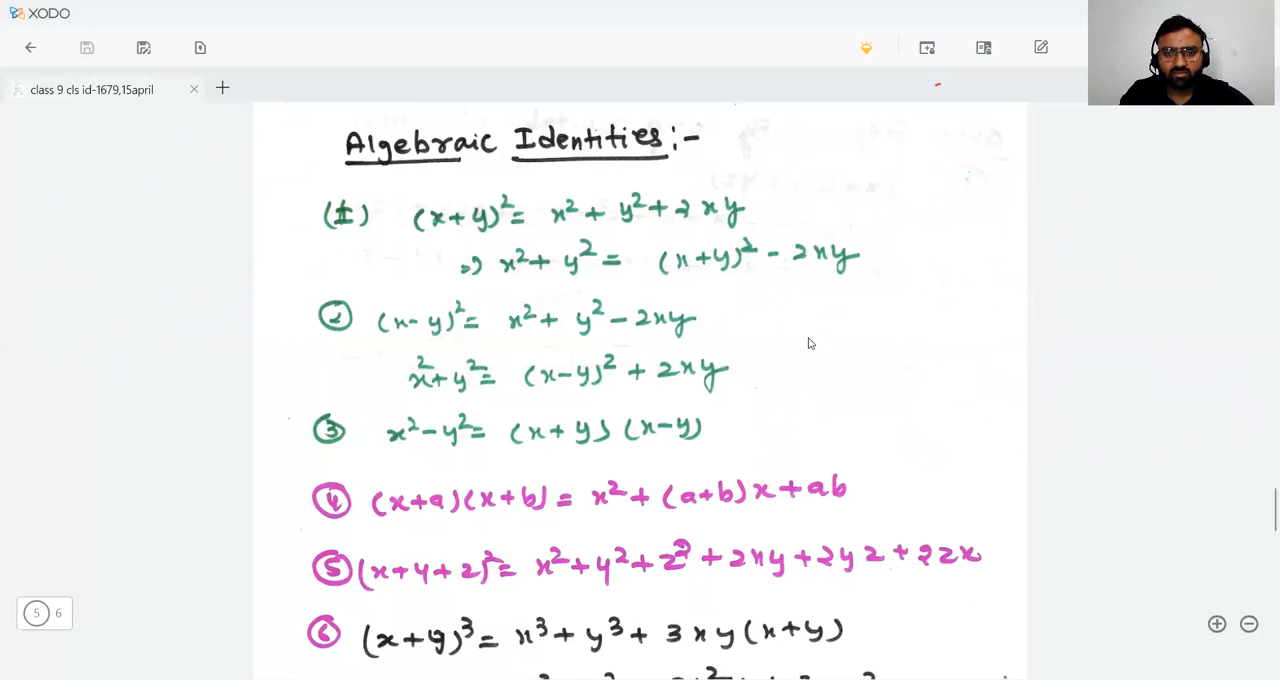 XODO
class 9 cls id-1679,15april
Algebraic Identities:-
(I) (x+y)²= x²+ y²+2xy
=> x²+ y²= (x+y)²-2xy
② (x-y)²= x²+ y²-2xy
x²+y²= (x-y)²+2xy
③ x²-y²= (x+y) (x-y)
④ (x+a)(x+b)= x²+(a+b)x+ab
⑤ (x+y+z)²= x²+y²+z²+2xy+2yz+2zx
⑥ (x+y)³= x³+y³+ 3xy(x+y)
5 6